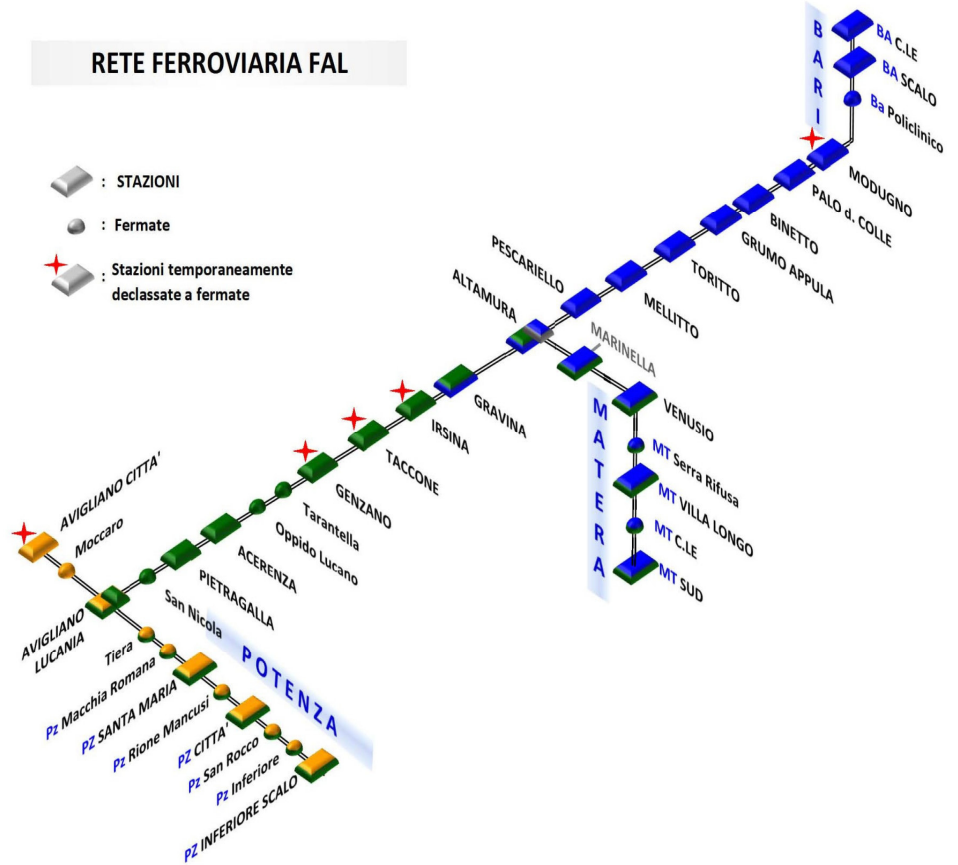 RETE FERROVIARIA FAL
: STAZIONI
: Fermate
: Stazioni temporaneamente
declassate a fermate
BARI
BA C.LE
BA SCALO
Ba Policlinico
MODUGNO
PALO d. COLLE
BINETTO
GRUMO APPULA
TORITTO
MELLITTO
PESCARIELLO
ALTAMURA
MARINELLA
VENUSIO
MATERA
MT Serra Rifusa
MT VILLA LONGO
MT C.LE
MT SUD
GRAVINA
IRSINA
TACCONE
GENZANO
Tarantella
Oppido Lucano
ACERENZA
PIETRAGALLA
San Nicola
AVIGLIANO CITTA'
Moccaro
AVIGLIANO
LUCANIA
POTENZA
Tiera
Pz Macchia Romana
PZ SANTA MARIA
Pz Rione Mancusi
PZ CITTA'
Pz San Rocco
Pz Inferiore
PZ INFERIORE SCALO